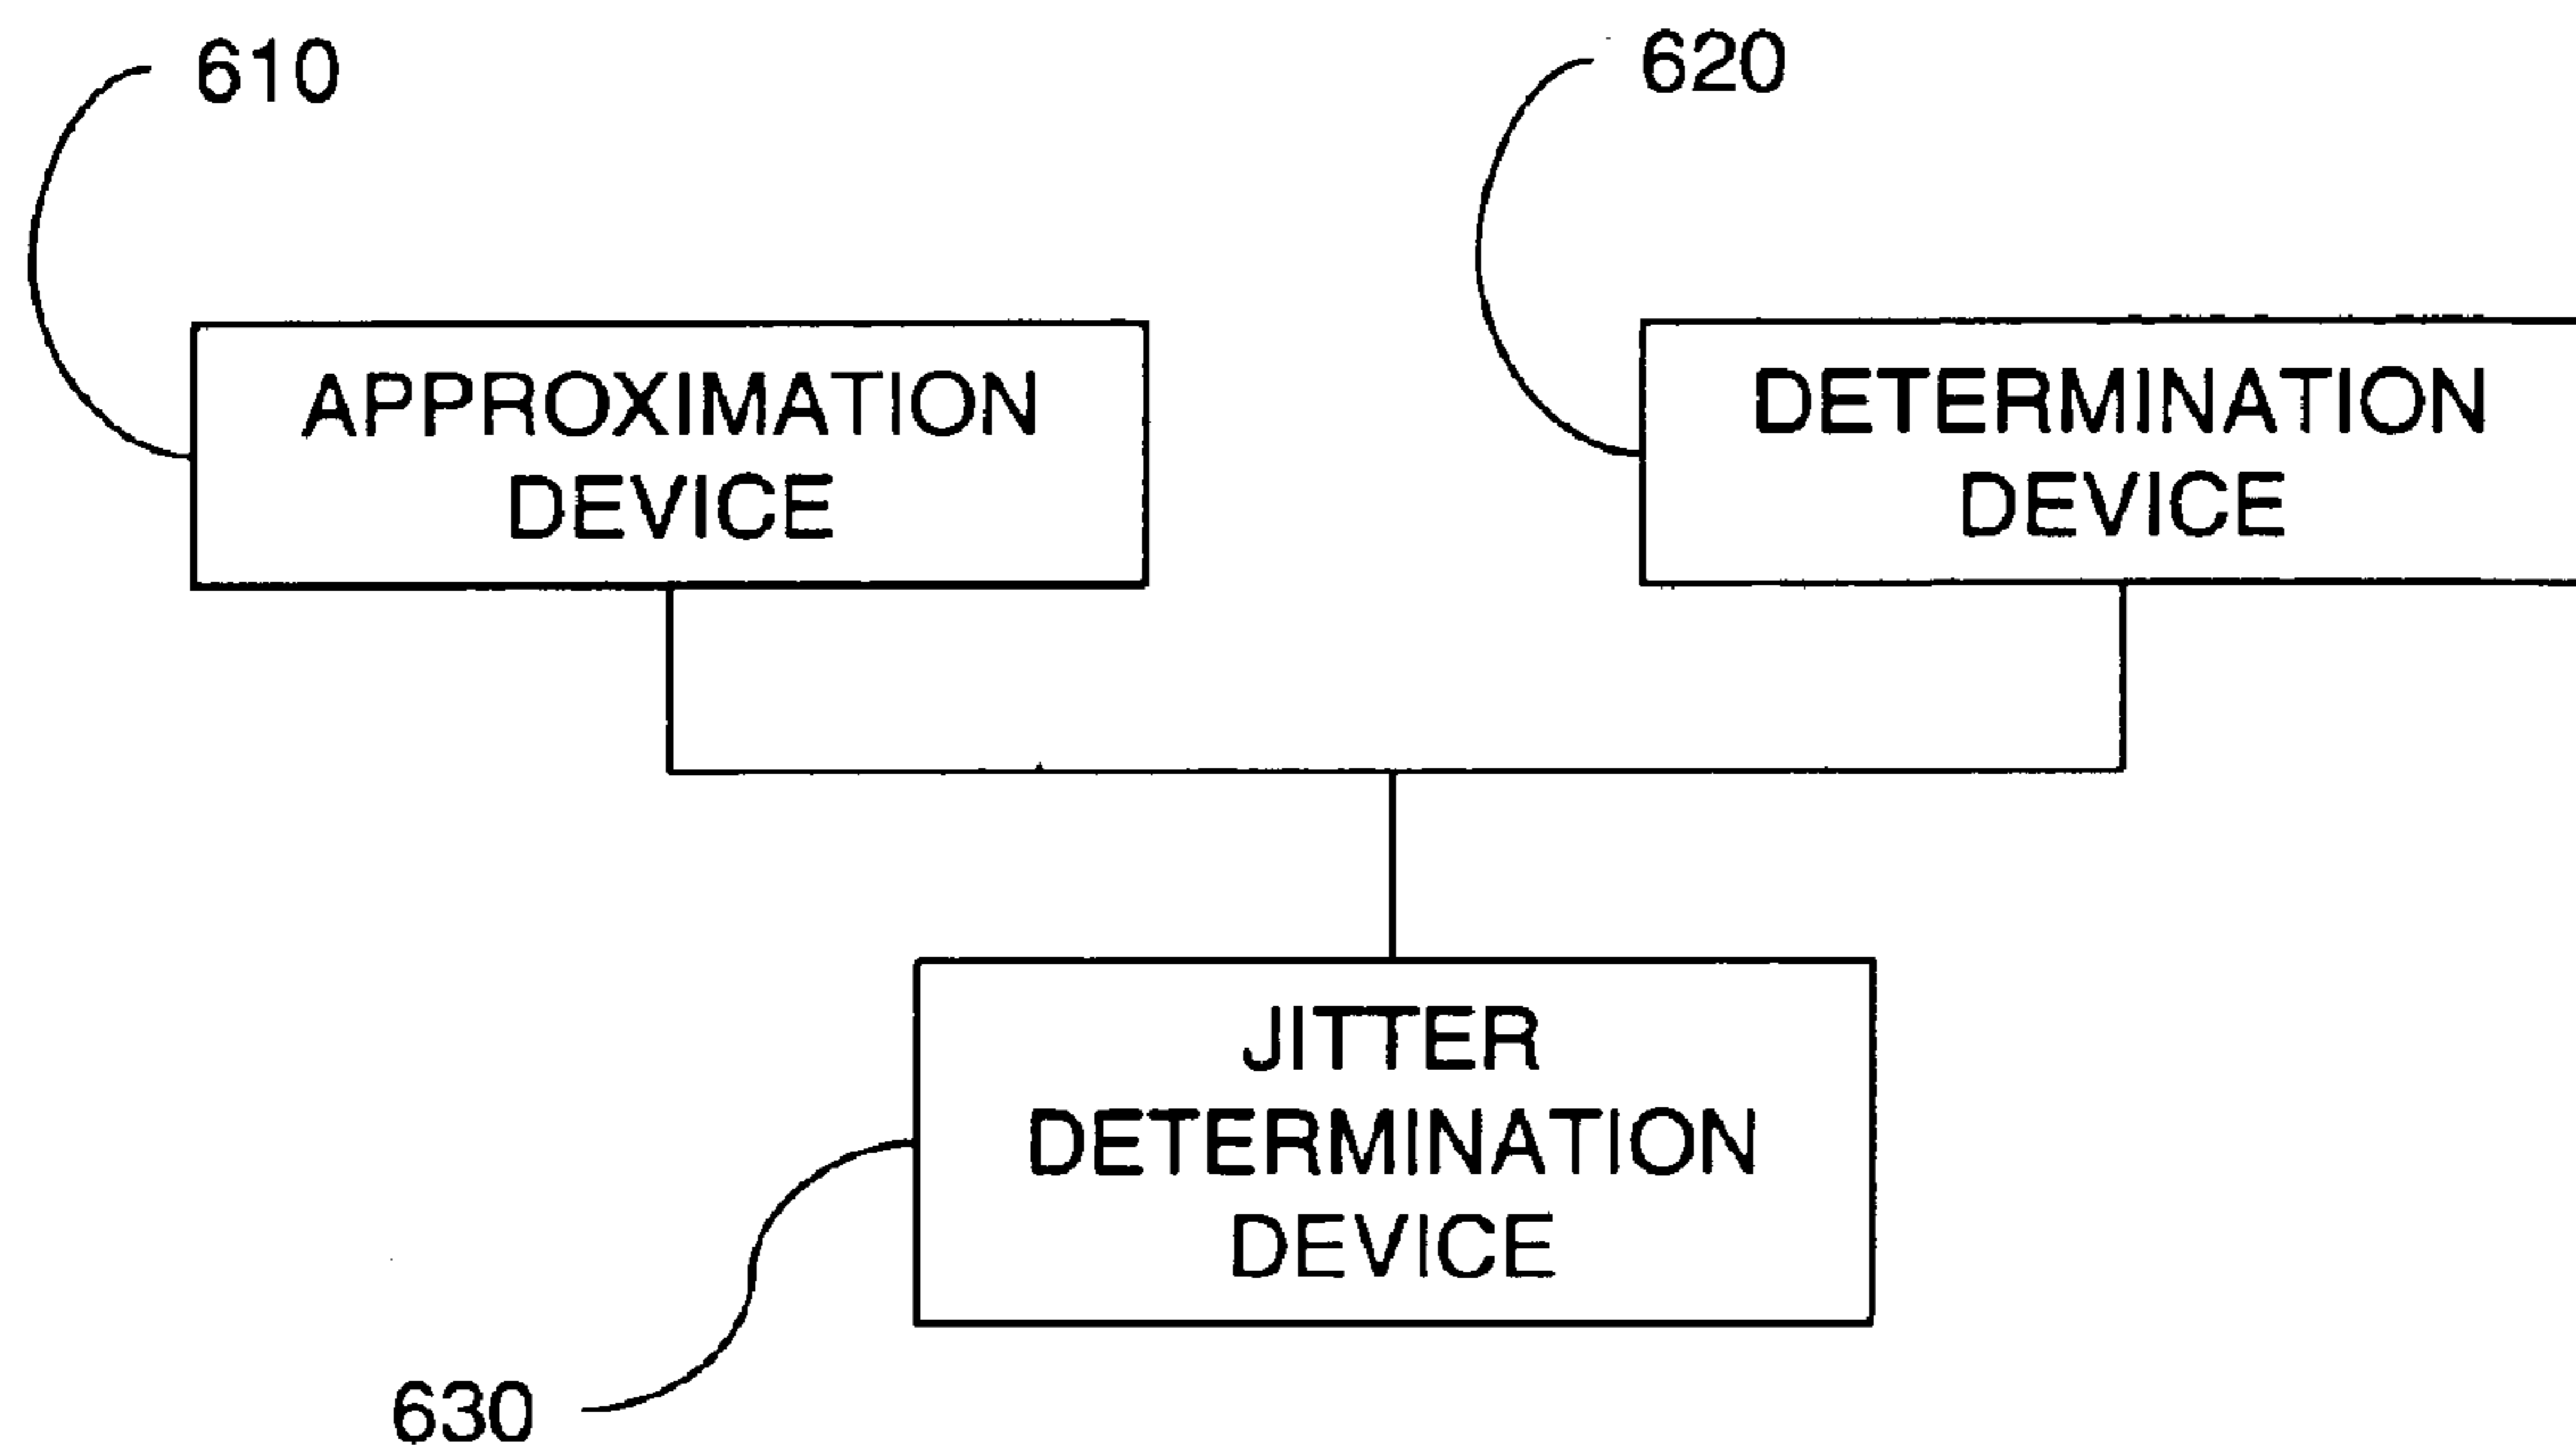 610
620
APPROXIMATION
DEVICE
DETERMINATION
DEVICE
JITTER
DETERMINATION
DEVICE
630